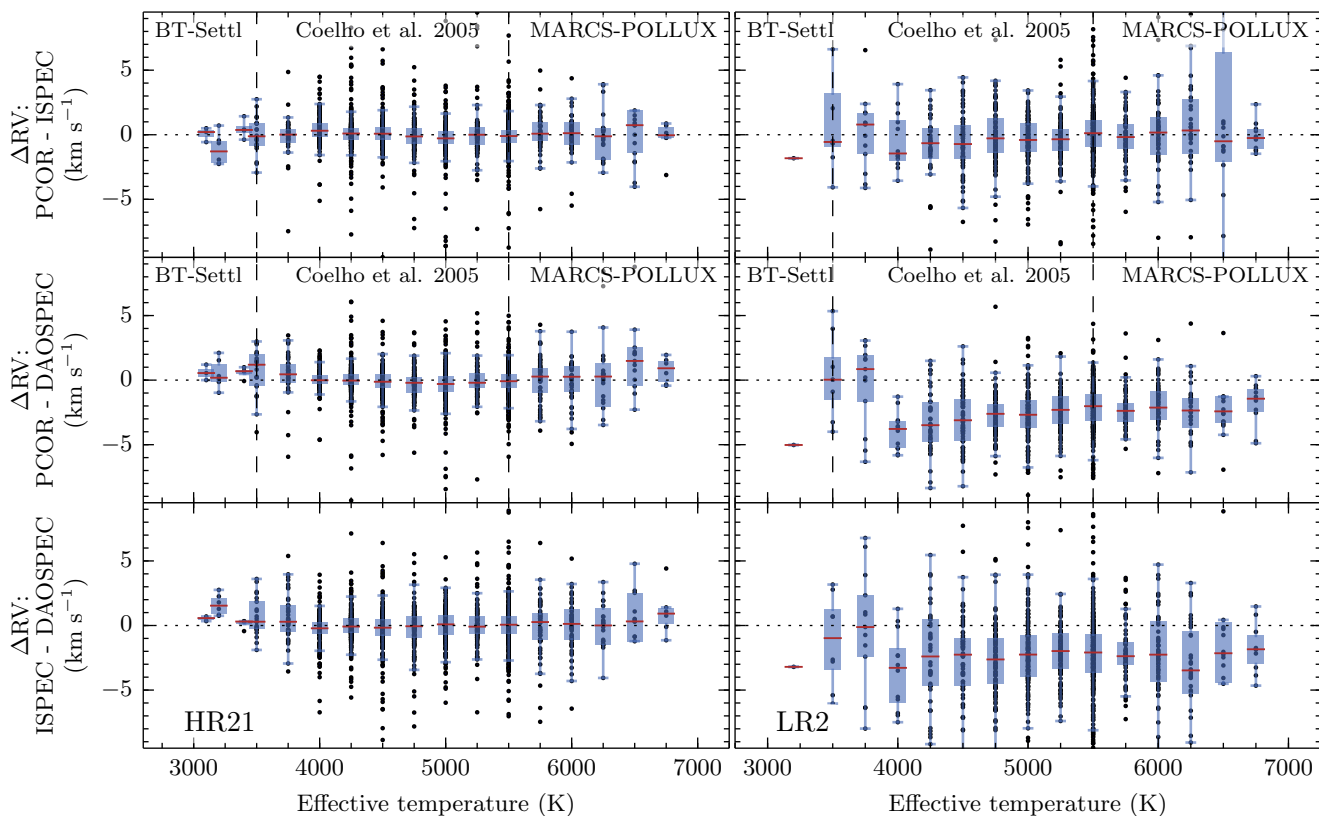 BT-Settl Coelho et al. 2005 MARCS-POLLUX
BT-Settl Coelho et al. 2005 MARCS-POLLUX
ΔRV:
PCOR - ISPEC
(km s⁻¹)
5
0
−5
BT-Settl Coelho et al. 2005 MARCS-POLLUX
BT-Settl Coelho et al. 2005 MARCS-POLLUX
ΔRV:
PCOR - DAOSPEC
(km s⁻¹)
5
0
−5
ΔRV:
ISPEC - DAOSPEC
(km s⁻¹)
5
0
−5
HR21
LR2
3000 4000 5000 6000 7000
3000 4000 5000 6000 7000
Effective temperature (K)
Effective temperature (K)